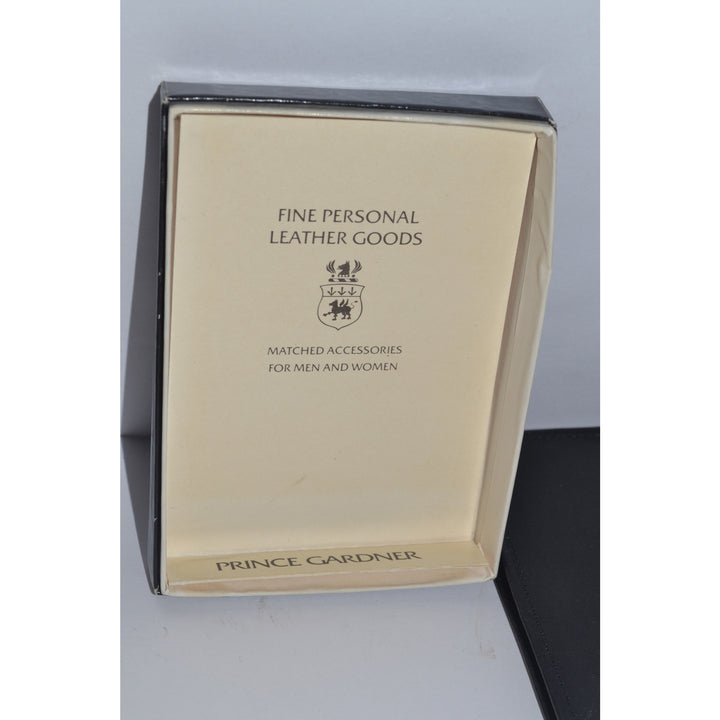 FINE PERSONAL
LEATHER GOODS
MATCHED ACCESSORIES
FOR MEN AND WOMEN
PRINCE GARDNER